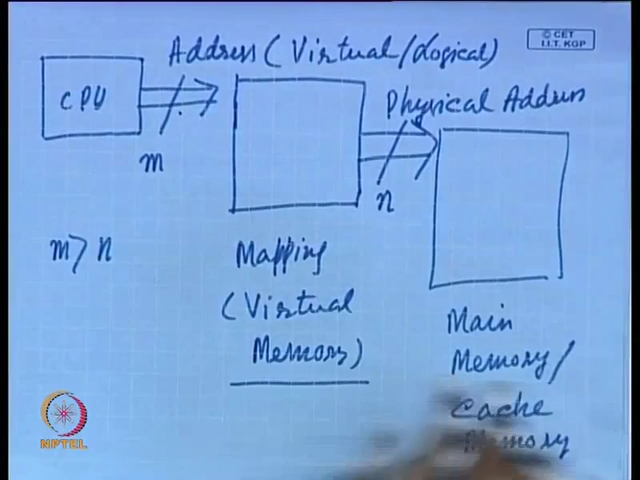 © CET
I.I.T. KGP
Address (Virtual/Logical)
CPU
Physical Address
m
n
m > n
Mapping
(Virtual
Memory)
Main
Memory/
Cache
Memory
NPTEL